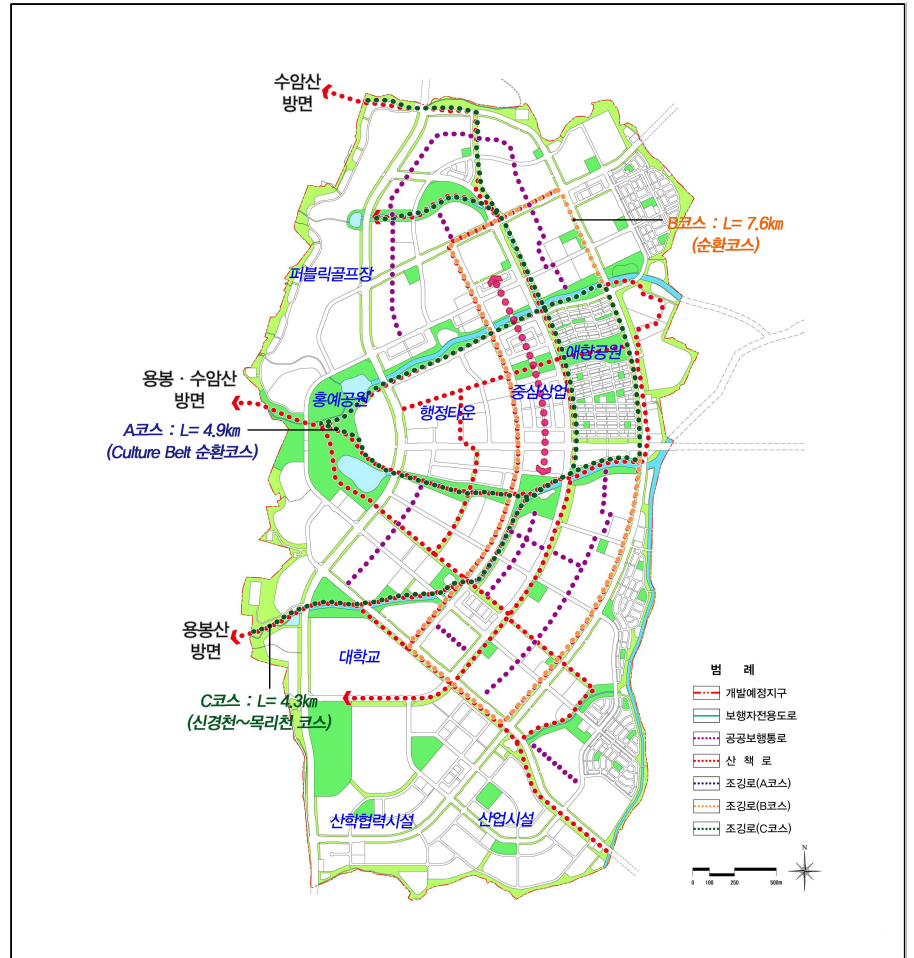 수암산
방면
B코스 : L= 7.6km
(순환코스)
퍼블릭골프장
애향공원
용봉 · 수암산
방면
홍예공원
행정타운
중심상업
A코스 : L= 4.9km
(Culture Belt 순환코스)
용봉산
방면
대학교
C코스 : L= 4.3km
(신경천~목리천 코스)
산학협력시설
산업시설
범 례
개발예정지구
보행자전용도로
공공보행통로
산 책 로
조깅로(A코스)
조깅로(B코스)
조깅로(C코스)
N
0 100 250 500m